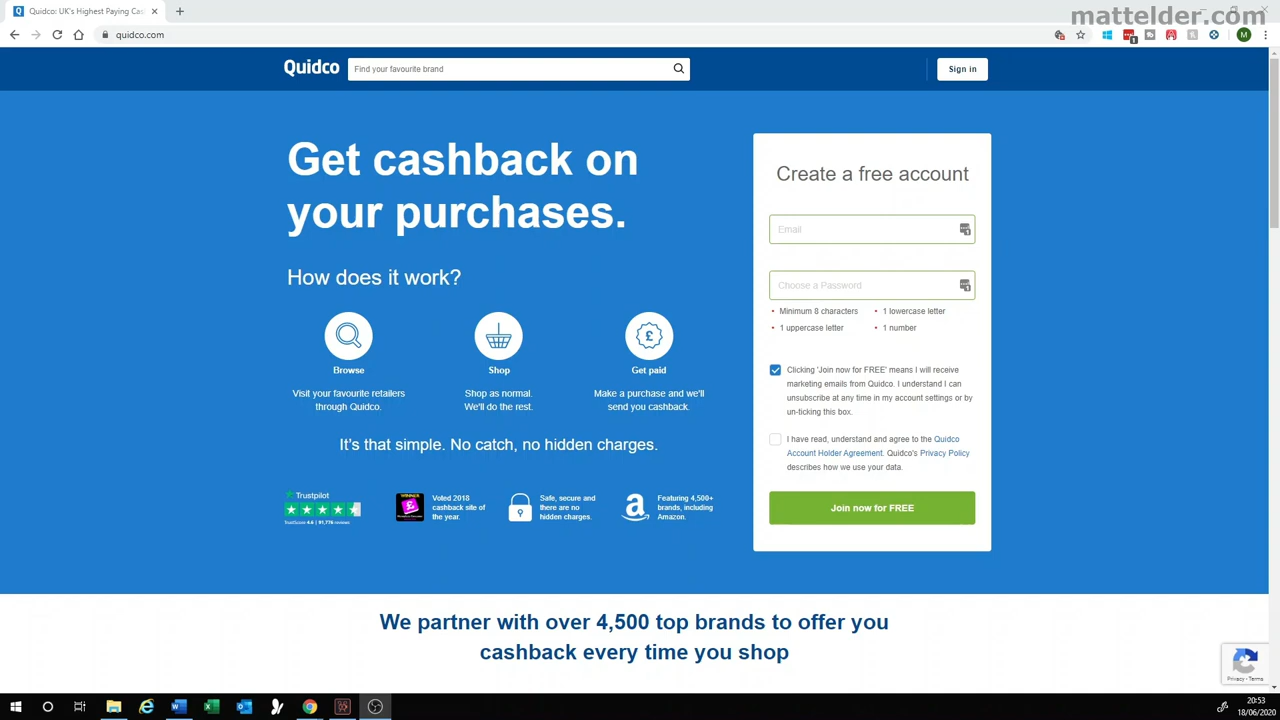 Quidco: UK's Highest Paying Cas
mattelder.com
quidco.com
M
Quidco
Find your favourite brand
Sign in
Get cashback on
your purchases.
How does it work?
Browse
Visit your favourite retailers
through Quidco.
Shop
Shop as normal.
We'll do the rest.
£
Get paid
Make a purchase and we'll
send you cashback.
It's that simple. No catch, no hidden charges.
Trustpilot
TrustScore 4.6 | 91,776 reviews
WINNER
£
Voted 2018
cashback site of
the year.
Safe, secure and
there are no
hidden charges.
Featuring 4,500+
brands, including
Amazon.
Create a free account
Email
Choose a Password
• Minimum 8 characters
• 1 lowercase letter
• 1 uppercase letter
• 1 number
Clicking 'Join now for FREE' means I will receive
marketing emails from Quidco. I understand I can
unsubscribe at any time in my account settings or by
un-ticking this box.
I have read, understand and agree to the Quidco
Account Holder Agreement. Quidco's Privacy Policy
describes how we use your data.
Join now for FREE
We partner with over 4,500 top brands to offer you
cashback every time you shop
Privacy - Terms
20:53
18/06/2020